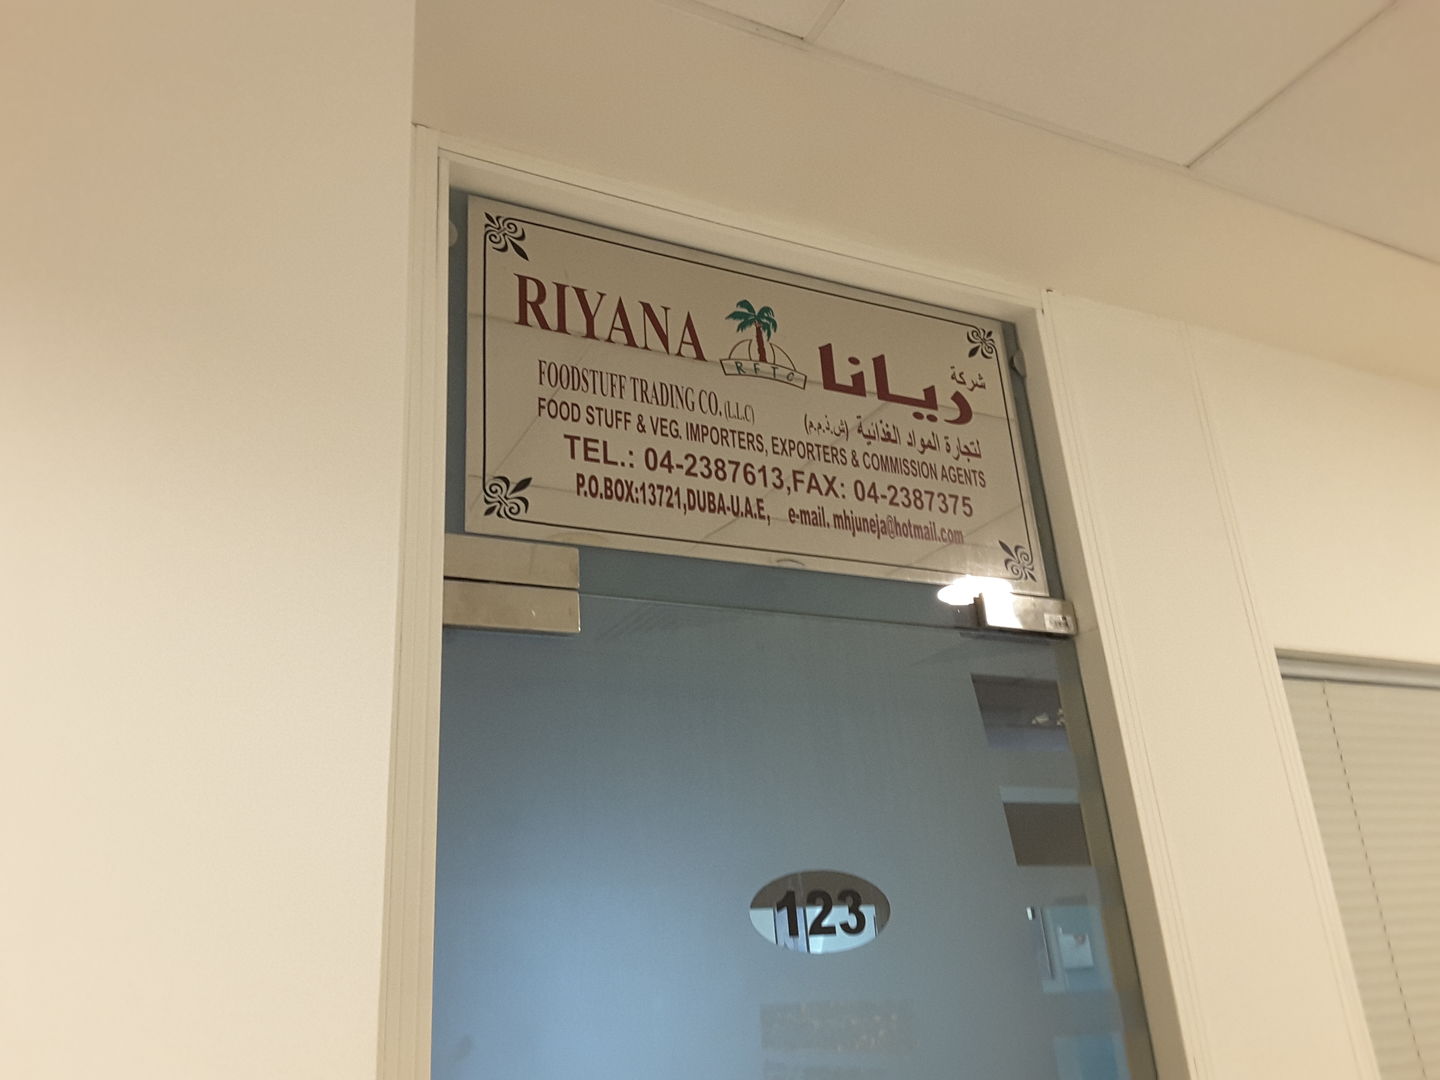 RIYANA
RFTC
شركة
ريانا
FOODSTUFF TRADING CO. (L.L.C)
لتجارة المواد الغذائية (ش.ذ.م.م)
FOOD STUFF & VEG. IMPORTERS, EXPORTERS & COMMISSION AGENTS
TEL.: 04-2387613,FAX: 04-2387375
P.O.BOX:13721,DUBA-U.A.E, e-mail. mhjuneja@hotmail.com
123